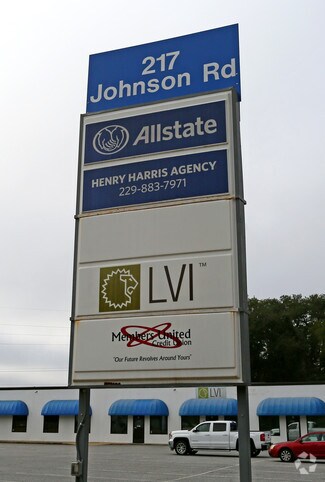 217
Johnson Rd
Allstate
HENRY HARRIS AGENCY
229-883-7971
LVI™
Members United
Credit Union
"Our Future Revolves Around Yours"
LVI